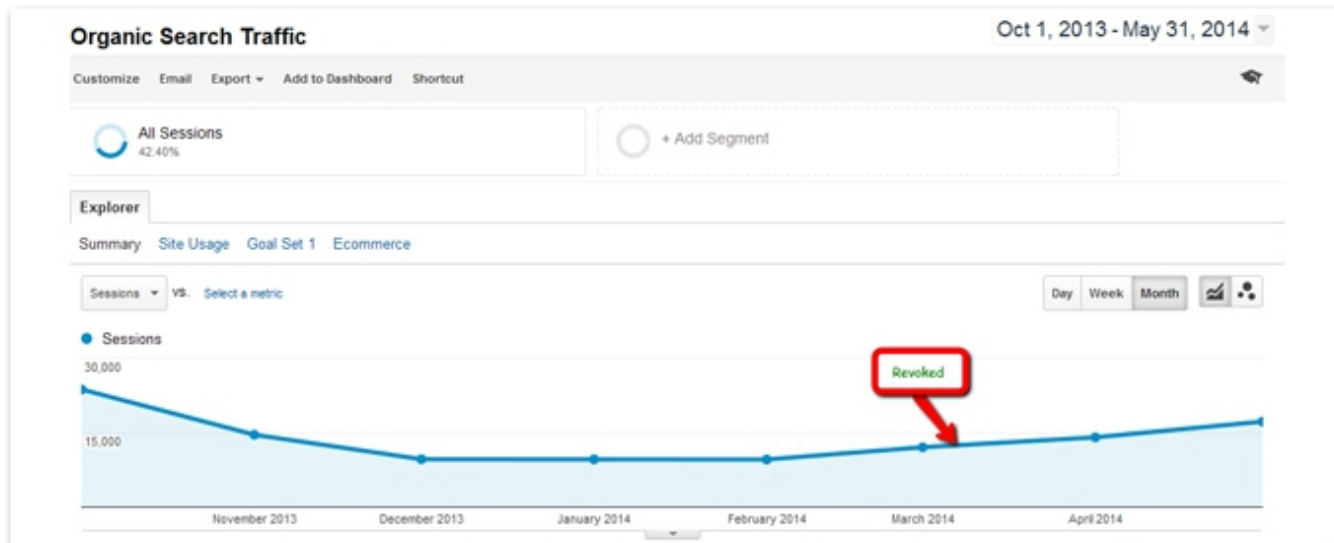 Organic Search Traffic
Oct 1, 2013 - May 31, 2014
Customize Email Export Add to Dashboard Shortcut
All Sessions
42.40%
+ Add Segment
Explorer
Summary Site Usage Goal Set 1 Ecommerce
Sessions VS. Select a metric
Day Week Month
Sessions
30,000
Revoked
15,000
November 2013 December 2013 January 2014 February 2014 March 2014 April 2014